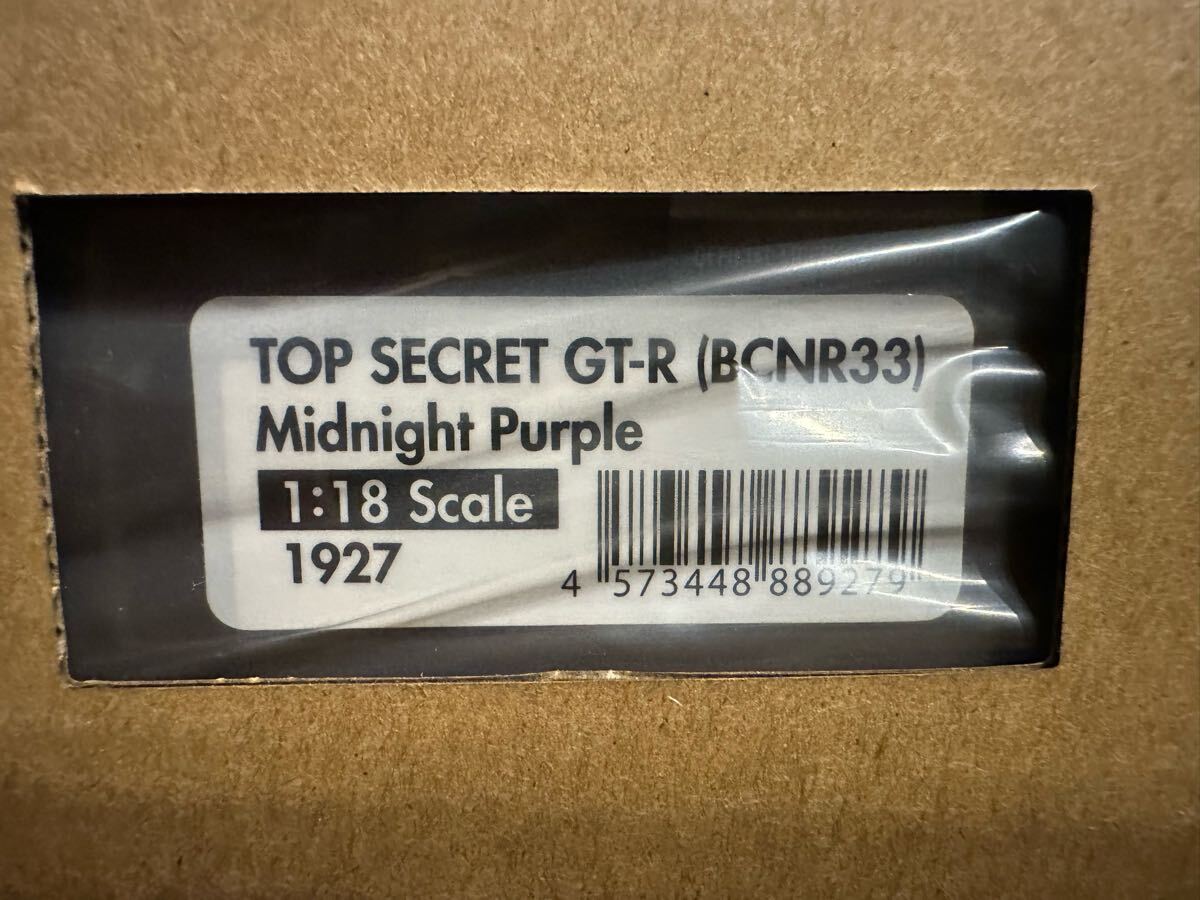 TOP SECRET GT-R (BCNR33)
Midnight Purple
1:18 Scale
1927
4 573448 889279